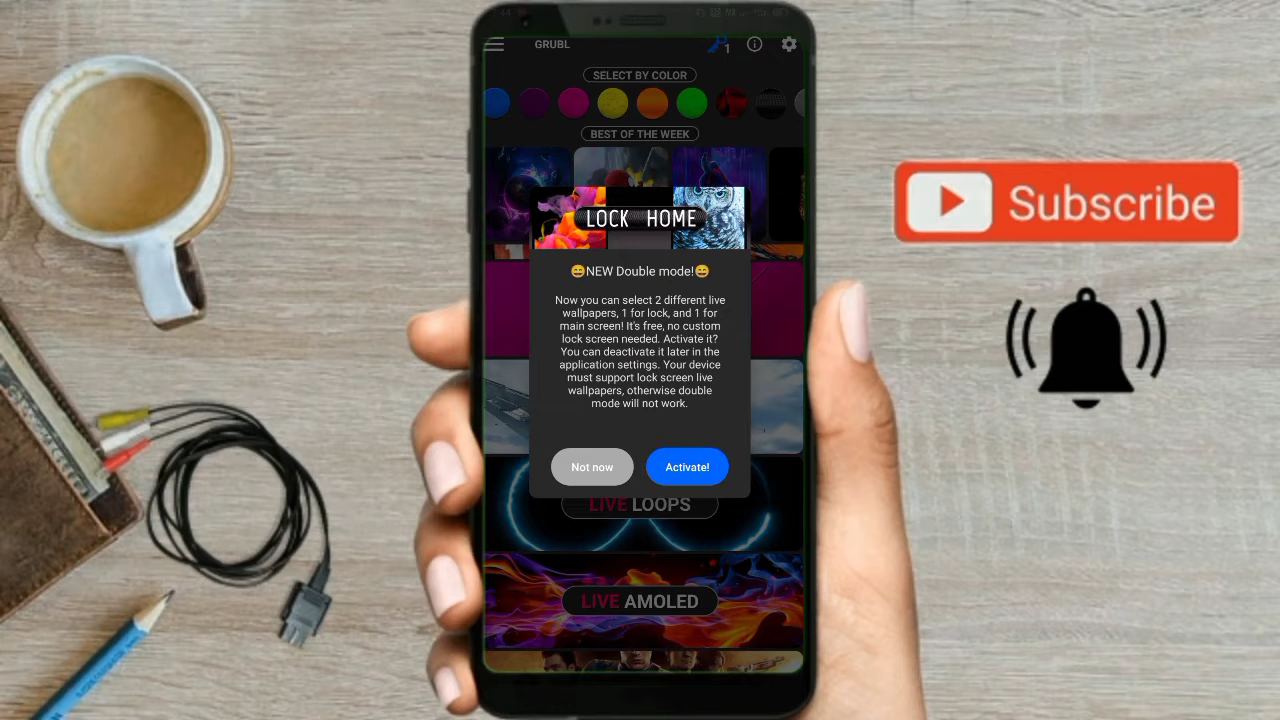 GRUBL
1
SELECT BY COLOR
BEST OF THE WEEK
LOCK HOME
😄NEW Double mode!😄
Now you can select 2 different live
wallpapers, 1 for lock, and 1 for
main screen! It's free, no custom
lock screen needed. Activate it?
You can deactivate it later in the
application settings. Your device
must support lock screen live
wallpapers, otherwise double
mode will not work.
Not now
Activate!
LIVE LOOPS
LIVE AMOLED
Subscribe